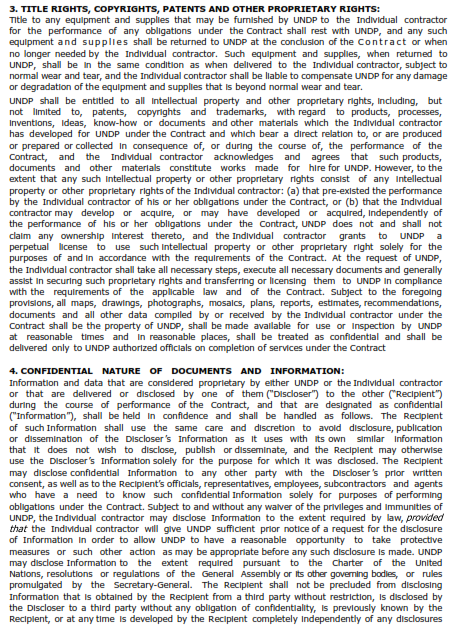 3. TITLE RIGHTS, COPYRIGHTS, PATENTS AND OTHER PROPRIETARY RIGHTS:
Title to any equipment and supplies that may be furnished by UNDP to the Individual contractor
for the performance of any obligations under the Contract shall rest with UNDP, and any such
equipment and supplies shall be returned to UNDP at the conclusion of the Contract or when
no longer needed by the Individual contractor. Such equipment and supplies, when returned to
UNDP, shall be in the same condition as when delivered to the Individual contractor, subject to
normal wear and tear, and the Individual contractor shall be liable to compensate UNDP for any damage
or degradation of the equipment and supplies that is beyond normal wear and tear.
UNDP shall be entitled to all intellectual property and other proprietary rights, including, but
not limited to, patents, copyrights and trademarks, with regard to products, processes,
inventions, ideas, know-how or documents and other materials which the Individual contractor
has developed for UNDP under the Contract and which bear a direct relation to, or are produced
or prepared or collected in consequence of, or during the course of, the performance of the
Contract, and the Individual contractor acknowledges and agrees that such products,
documents and other materials constitute works made for hire for UNDP. However, to the
extent that any such intellectual property or other proprietary rights consist of any intellectual
property or other proprietary rights of the Individual contractor: (a) that pre-existed the performance
by the Individual contractor of his or her obligations under the Contract, or (b) that the Individual
contractor may develop or acquire, or may have developed or acquired, independently of
the performance of his or her obligations under the Contract, UNDP does not and shall not
claim any ownership interest thereto, and the Individual contractor grants to UNDP a
perpetual license to use such intellectual property or other proprietary right solely for the
purposes of and in accordance with the requirements of the Contract. At the request of UNDP,
the Individual contractor shall take all necessary steps, execute all necessary documents and generally
assist in securing such proprietary rights and transferring or licensing them to UNDP in compliance
with the requirements of the applicable law and of the Contract. Subject to the foregoing
provisions, all maps, drawings, photographs, mosaics, plans, reports, estimates, recommendations,
documents and all other data compiled by or received by the Individual contractor under the
Contract shall be the property of UNDP, shall be made available for use or inspection by UNDP
at reasonable times and in reasonable places, shall be treated as confidential and shall be
delivered only to UNDP authorized officials on completion of services under the Contract
4. CONFIDENTIAL NATURE OF DOCUMENTS AND INFORMATION:
Information and data that are considered proprietary by either UNDP or the Individual contractor
or that are delivered or disclosed by one of them ("Discloser") to the other ("Recipient")
during the course of performance of the Contract, and that are designated as confidential
("Information"), shall be held in confidence and shall be handled as follows. The Recipient
of such Information shall use the same care and discretion to avoid disclosure, publication
or dissemination of the Discloser's Information as it uses with its own similar information
that it does not wish to disclose, publish or disseminate, and the Recipient may otherwise
use the Discloser's Information solely for the purpose for which it was disclosed. The Recipient
may disclose confidential Information to any other party with the Discloser's prior written
consent, as well as to the Recipient's officials, representatives, employees, subcontractors and agents
who have a need to know such confidential Information solely for purposes of performing
obligations under the Contract. Subject to and without any waiver of the privileges and immunities of
UNDP, the Individual contractor may disclose Information to the extent required by law, provided
that the Individual contractor will give UNDP sufficient prior notice of a request for the disclosure
of Information in order to allow UNDP to have a reasonable opportunity to take protective
measures or such other action as may be appropriate before any such disclosure is made. UNDP
may disclose Information to the extent required pursuant to the Charter of the United
Nations, resolutions or regulations of the General Assembly or its other governing bodies, or rules
promulgated by the Secretary-General. The Recipient shall not be precluded from disclosing
Information that is obtained by the Recipient from a third party without restriction, is disclosed by
the Discloser to a third party without any obligation of confidentiality, is previously known by the
Recipient, or at any time is developed by the Recipient completely independently of any disclosures